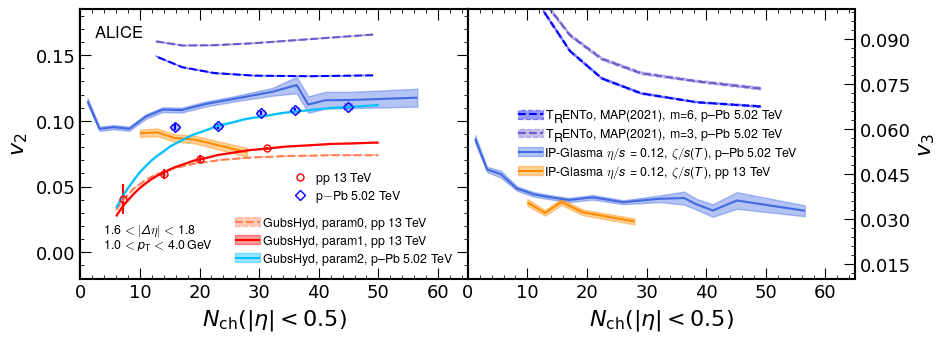 ALICE
0.15
0.10
0.05
0.00
v2
pp 13 TeV
p−Pb 5.02 TeV
1.6 < |Δη| < 1.8
1.0 < pT < 4.0 GeV
GubsHyd, param0, pp 13 TeV
GubsHyd, param1, pp 13 TeV
GubsHyd, param2, p−Pb 5.02 TeV
0 10 20 30 40 50 60
Nch(|η| < 0.5)
TRENTo, MAP(2021), m=6, p−Pb 5.02 TeV
TRENTo, MAP(2021), m=3, p−Pb 5.02 TeV
IP-Glasma η/s = 0.12, ζ/s(T), p−Pb 5.02 TeV
IP-Glasma η/s = 0.12, ζ/s(T), pp 13 TeV
0.090
0.075
0.060
0.045
0.030
0.015
v3
0 10 20 30 40 50 60
Nch(|η| < 0.5)